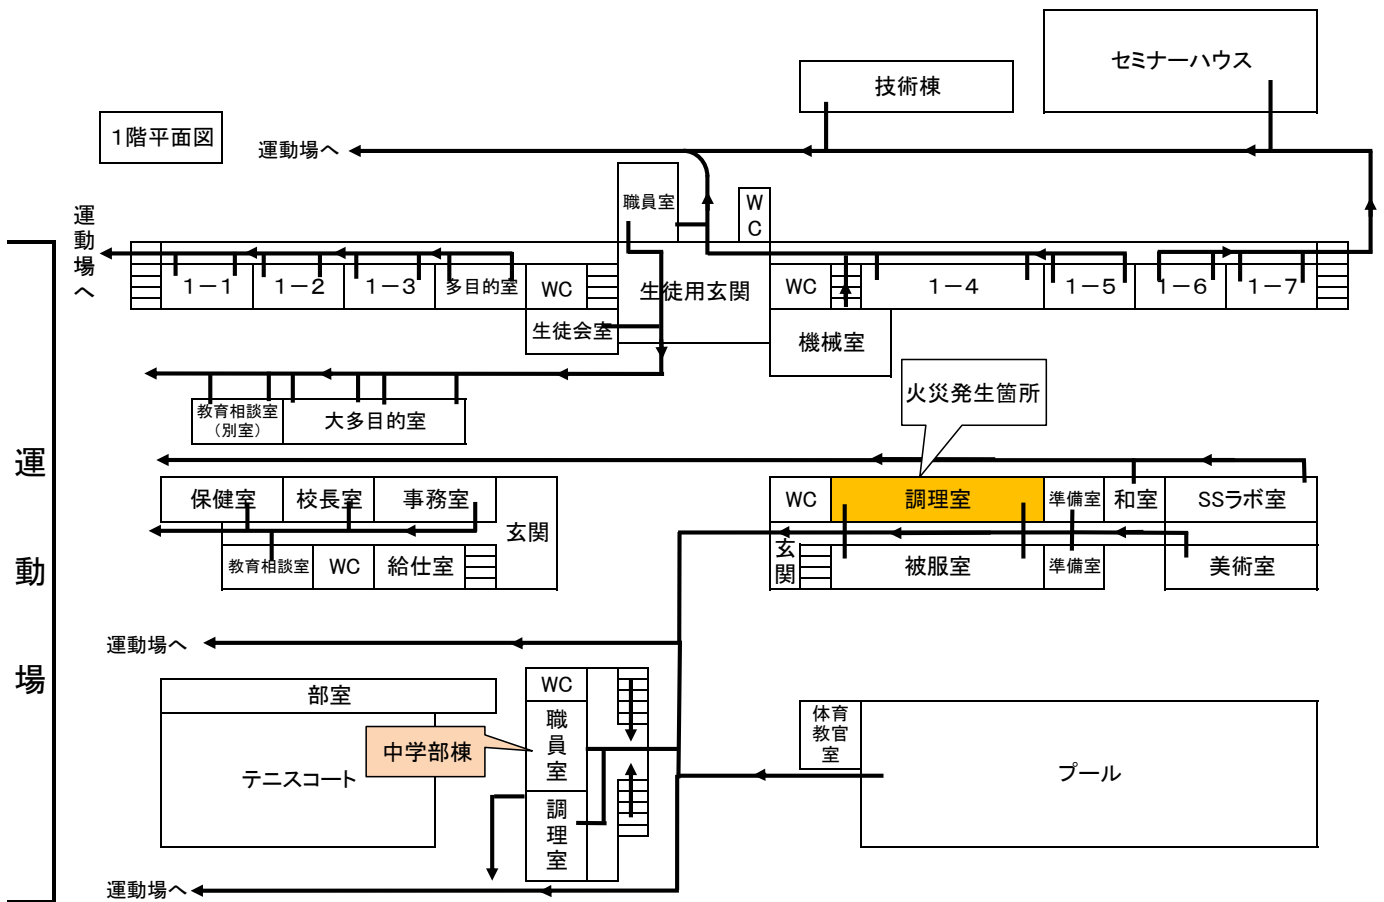 セミナーハウス
技術棟
1階平面図
運動場へ
職員室
WC
運動場へ
1-1
1-2
1-3
多目的室
WC
生徒用玄関
WC
1-4
1-5
1-6
1-7
生徒会室
機械室
火災発生箇所
教育相談室
（別室）
大多目的室
運動場
保健室
校長室
事務室
玄関
WC
調理室
準備室
和室
SSラボ室
教育相談室
WC
給仕室
玄関
被服室
準備室
美術室
運動場へ
部室
WC
職員室
中学部棟
テニスコート
調理室
体育
教官
室
プール
運動場へ